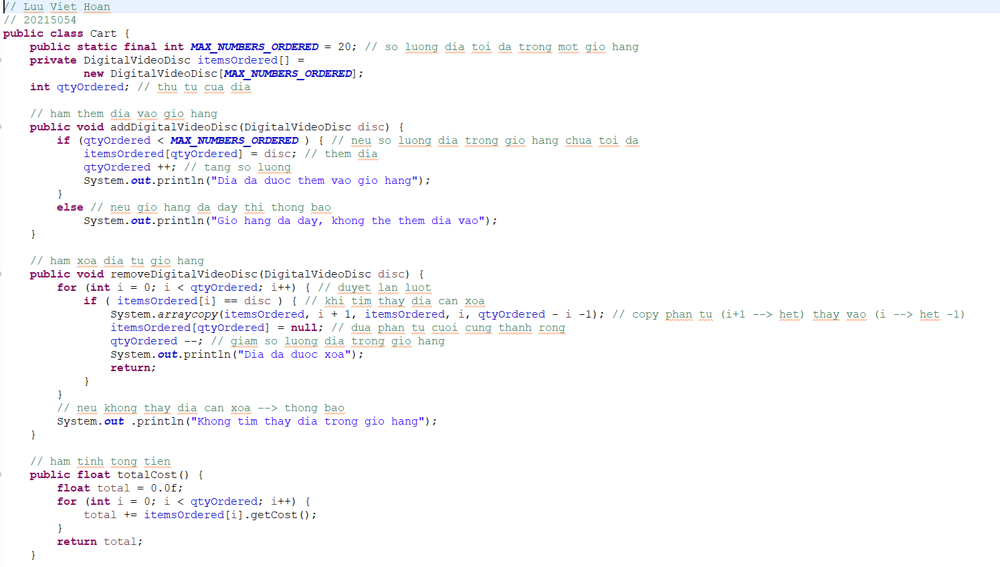 // Luu Viet Hoan
// 20215054
public class Cart {
    public static final int MAX_NUMBERS_ORDERED = 20; // so luong dia toi da trong mot gio hang
    private DigitalVideoDisc itemsOrdered[] =
            new DigitalVideoDisc[MAX_NUMBERS_ORDERED];
    int qtyOrdered; // thu tu cua dia

    // ham them dia vao gio hang
    public void addDigitalVideoDisc(DigitalVideoDisc disc) {
        if (qtyOrdered < MAX_NUMBERS_ORDERED ) { // neu so luong dia trong gio hang chua toi da
            itemsOrdered[qtyOrdered] = disc; // them dia
            qtyOrdered ++; // tang so luong
            System.out.println("Dia da duoc them vao gio hang");
        }
        else // neu gio hang da day thi thong bao
            System.out.println("Gio hang da day, khong the them dia vao");
    }

    // ham xoa dia tu gio hang
    public void removeDigitalVideoDisc(DigitalVideoDisc disc) {
        for (int i = 0; i < qtyOrdered; i++) { // duyet lan luot
            if ( itemsOrdered[i] == disc ) { // khi tim thay dia can xoa
                System.arraycopy(itemsOrdered, i + 1, itemsOrdered, i, qtyOrdered - i -1); // copy phan tu (i+1 --> het) thay vao (i --> het -1)
                itemsOrdered[qtyOrdered] = null; // dua phan tu cuoi cung thanh rong
                qtyOrdered --; // giam so luong dia trong gio hang
                System.out.println("Dia da duoc xoa");
                return;
            }
        }
        // neu khong thay dia can xoa --> thong bao
        System.out .println("Khong tim thay dia trong gio hang");
    }

    // ham tinh tong tien
    public float totalCost() {
        float total = 0.0f;
        for (int i = 0; i < qtyOrdered; i++) {
            total += itemsOrdered[i].getCost();
        }
        return total;
    }